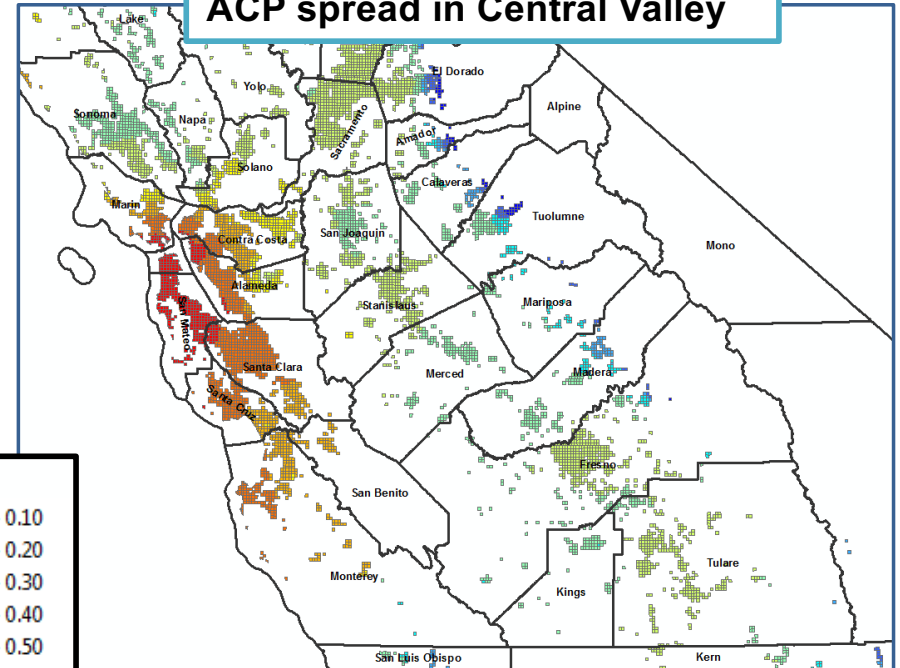 ACP spread in Central Valley
Lake
El Dorado
Yolo
Alpine
Sonoma
Napa
Sacramento
Amador
Solano
Calaveras
Marin
Tuolumne
Contra Costa
San Joaquin
Mono
Alameda
Stanislaus
Mariposa
San Mateo
Santa Clara
Merced
Madera
Santa Cruz
Fresno
San Benito
0.10
0.20
0.30
0.40
0.50
Tulare
Monterey
Kings
San Luis Obispo
Kern